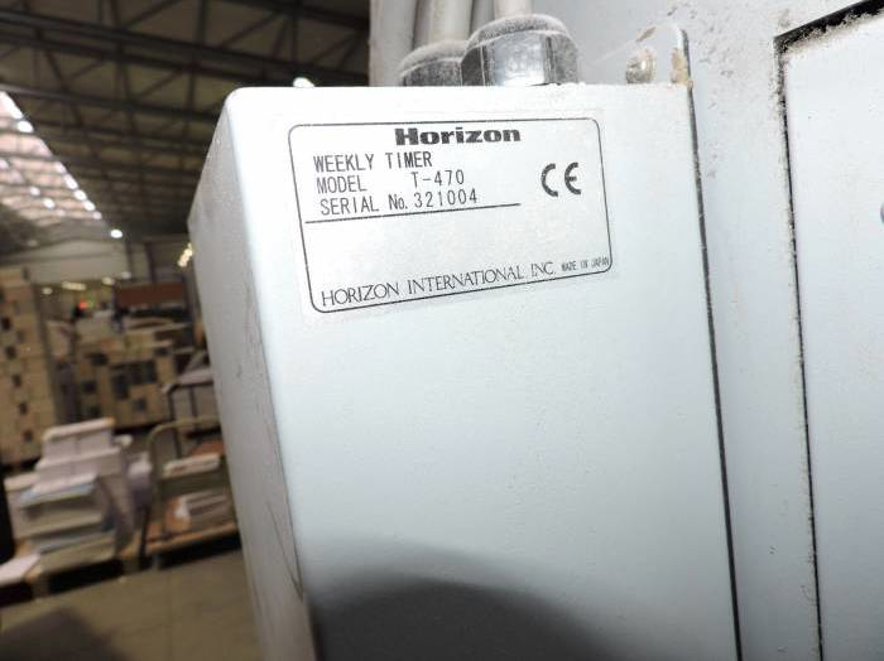 Horizon
WEEKLY TIMER
MODEL T-470
SERIAL No. 321004
CE
HORIZON INTERNATIONAL INC. MADE IN JAPAN